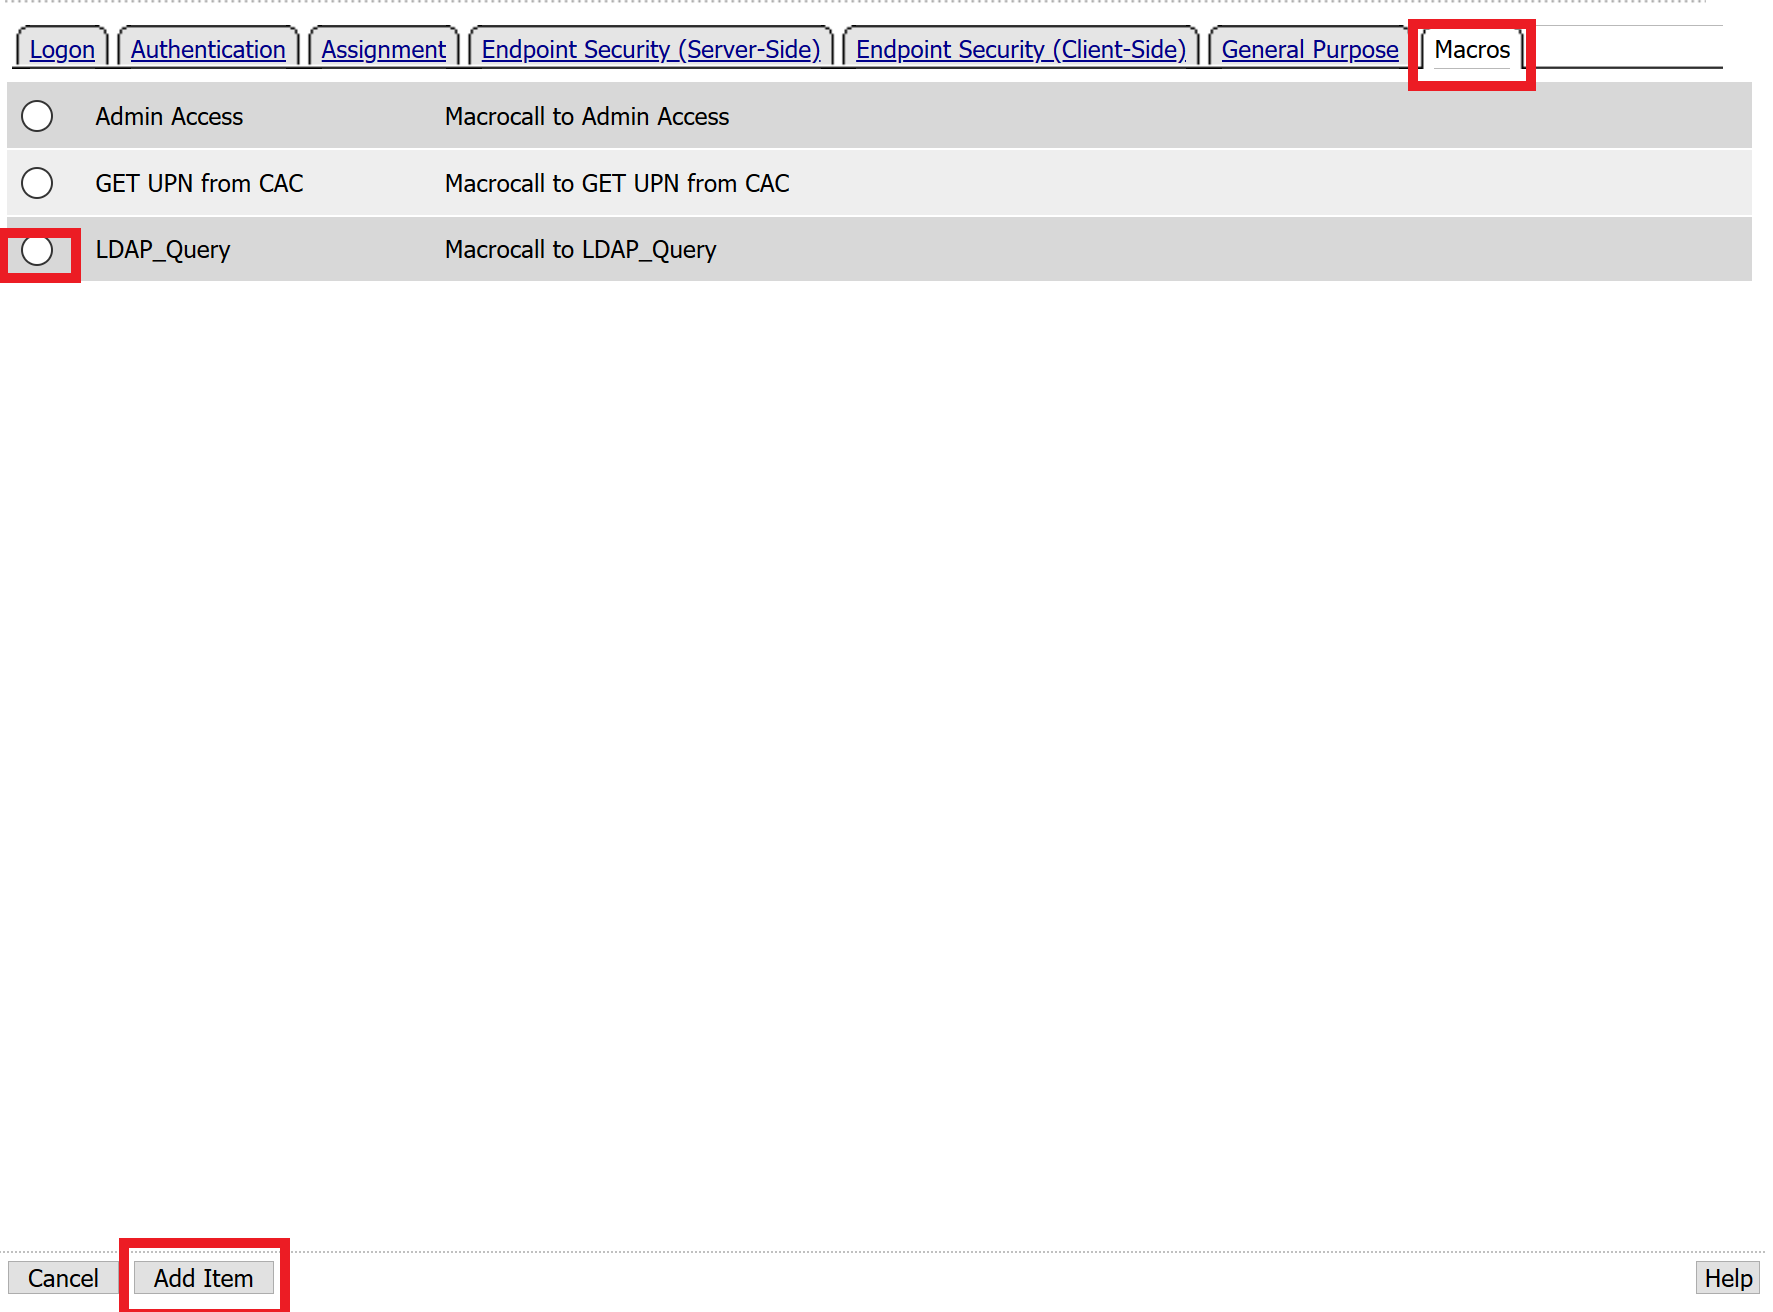 Logon Authentication Assignment Endpoint Security (Server-Side) Endpoint Security (Client-Side) General Purpose Macros
Admin Access Macrocall to Admin Access
GET UPN from CAC Macrocall to GET UPN from CAC
LDAP_Query Macrocall to LDAP_Query
Cancel Add Item Help